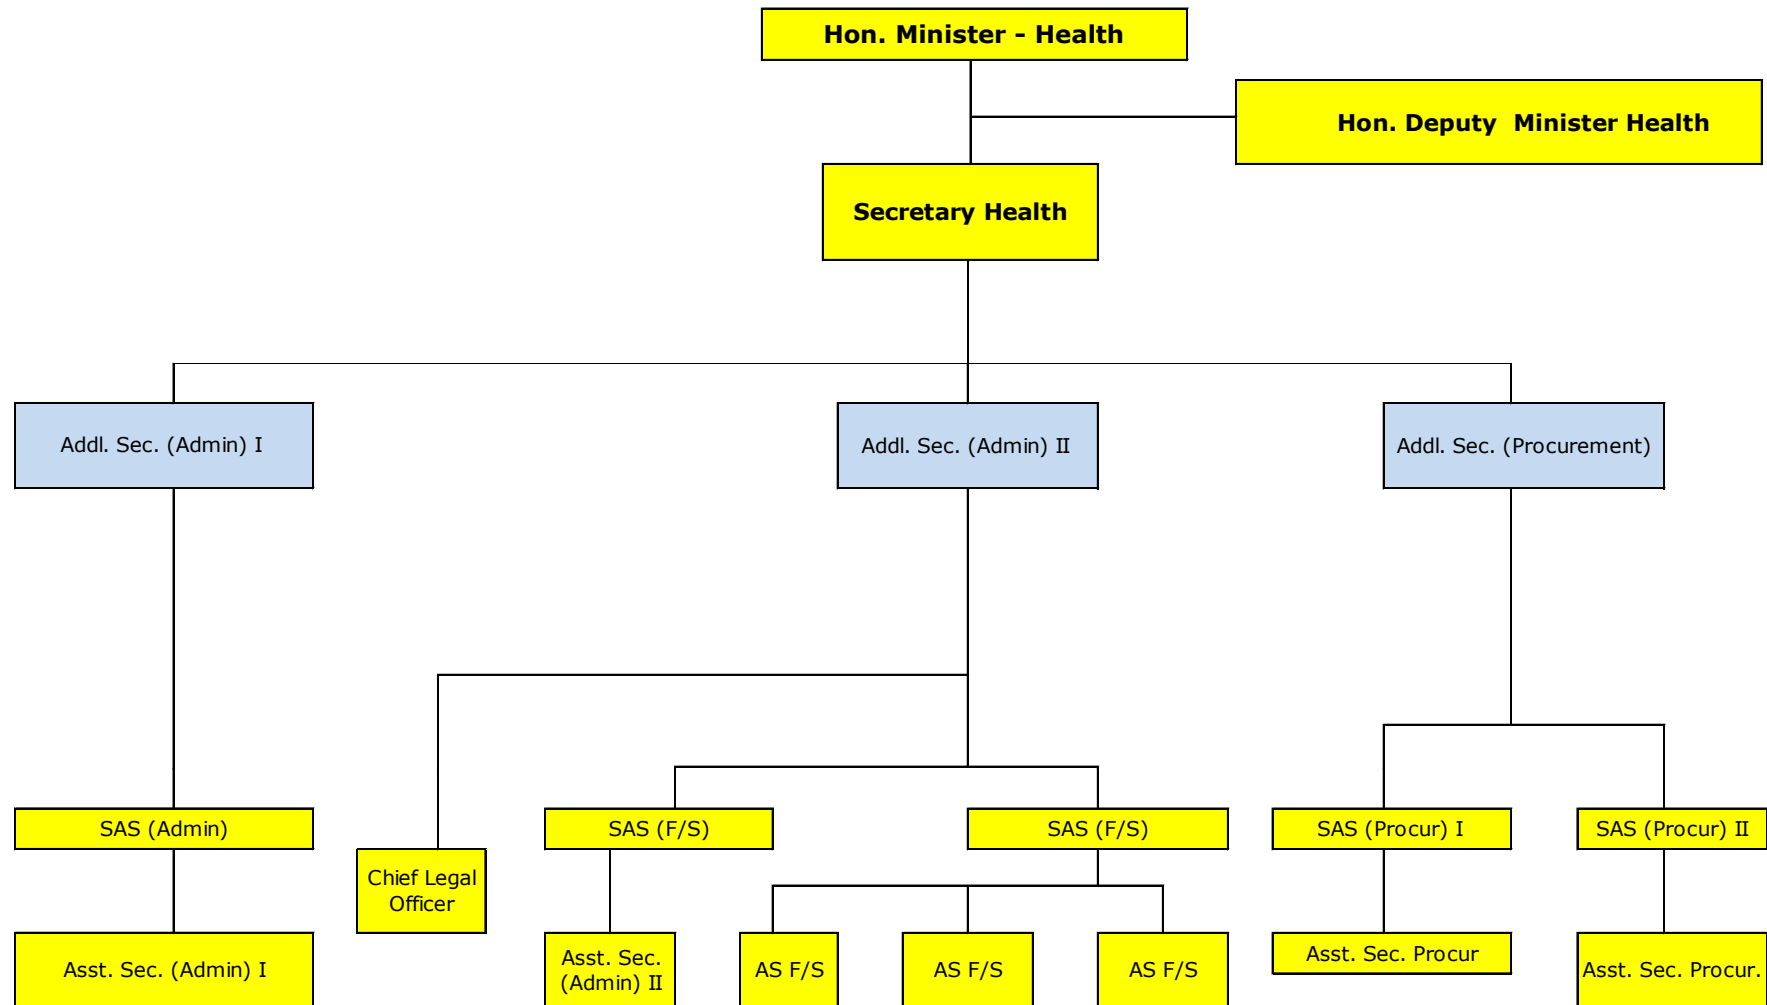 Hon. Minister - Health
Hon. Deputy  Minister Health
Secretary Health
Addl. Sec. (Admin) I
Addl. Sec. (Admin) II
Addl. Sec. (Procurement)
SAS (Admin)
SAS (F/S)
SAS (F/S)
SAS (Procur) I
SAS (Procur) II
Chief Legal
Officer
Asst. Sec. (Admin) I
Asst. Sec.
(Admin) II
AS F/S
AS F/S
AS F/S
Asst. Sec. Procur
Asst. Sec. Procur.